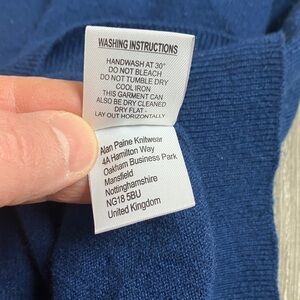 WASHING INSTRUCTIONS
HANDWASH AT 30°
DO NOT BLEACH
DO NOT TUMBLE DRY
COOL IRON
THIS GARMENT CAN
ALSO BE DRY CLEANED
DRY FLAT -
LAY OUT HORIZONTALLY
Alan Paine Knitwear
4A Hamilton Way
Oakham Business Park
Mansfield
Nottinghamshire
NG18 5BU
United Kingdom